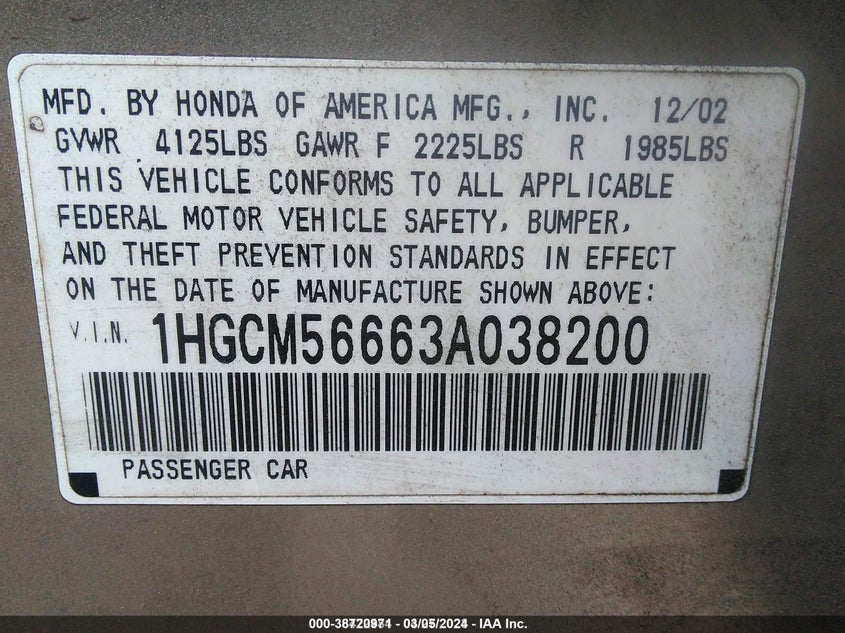 MFD. BY HONDA OF AMERICA MFG., INC. 12/02
GVWR 4125LBS GAWR F 2225LBS R 1985LBS
THIS VEHICLE CONFORMS TO ALL APPLICABLE
FEDERAL MOTOR VEHICLE SAFETY, BUMPER,
AND THEFT PREVENTION STANDARDS IN EFFECT
ON THE DATE OF MANUFACTURE SHOWN ABOVE:
V.I.N. 1HGCM56663A038200
PASSENGER CAR
000-38720971 - 03/05/2024 - IAA Inc.